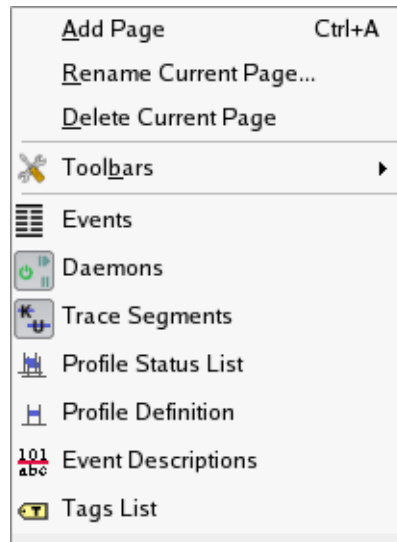 Add Page Ctrl+A
Rename Current Page...
Delete Current Page
Toolbars
Events
Daemons
K U Trace Segments
Profile Status List
Profile Definition
101
abc Event Descriptions
T Tags List